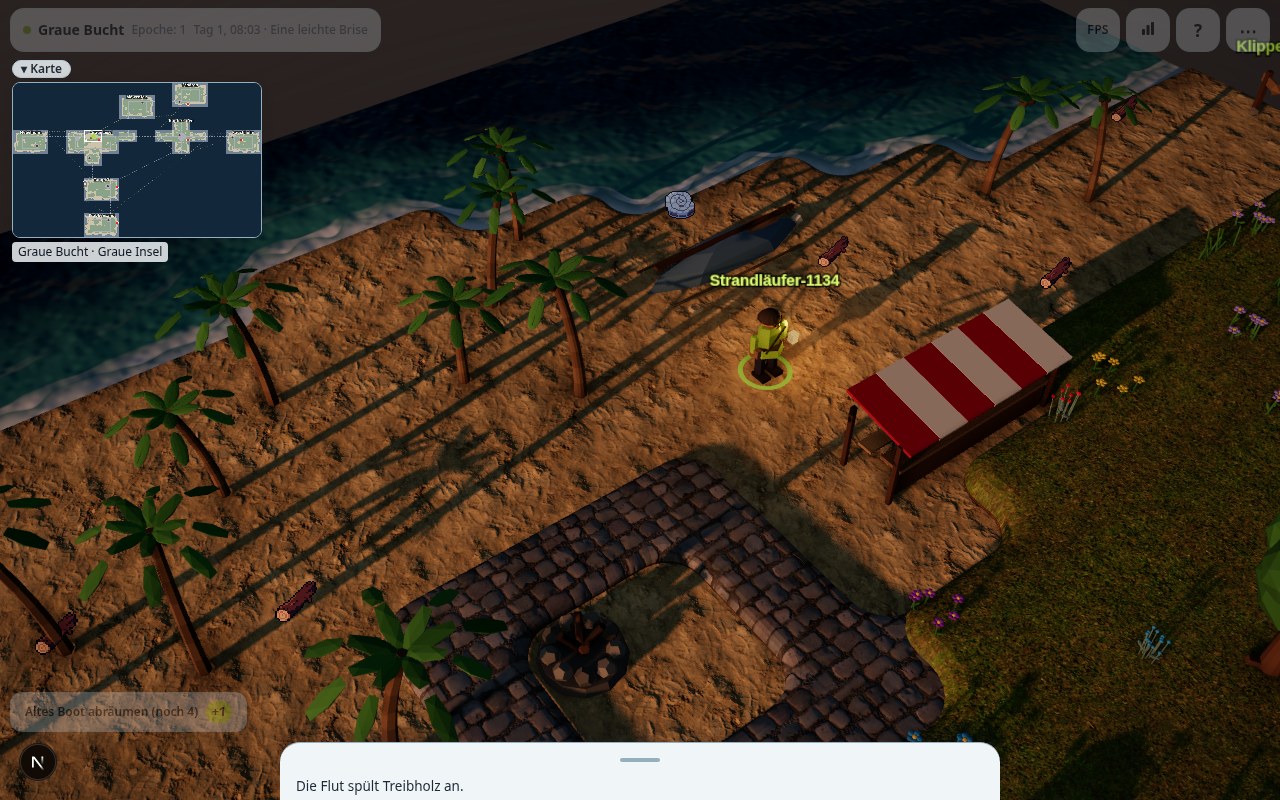 Graue Bucht Epoche: 1 Tag 1, 08:03 · Eine leichte Brise
FPS
?
...
Klippe
▾ Karte
Graue Bucht · Graue Insel
Strandläufer-1134
Altes Boot abräumen (noch 4) +1
N
Die Flut spült Treibholz an.